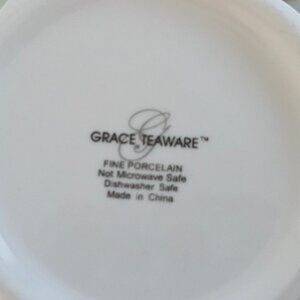 G
GRACE TEAWARE™
FINE PORCELAIN
Not Microwave Safe
Dishwasher Safe
Made in China